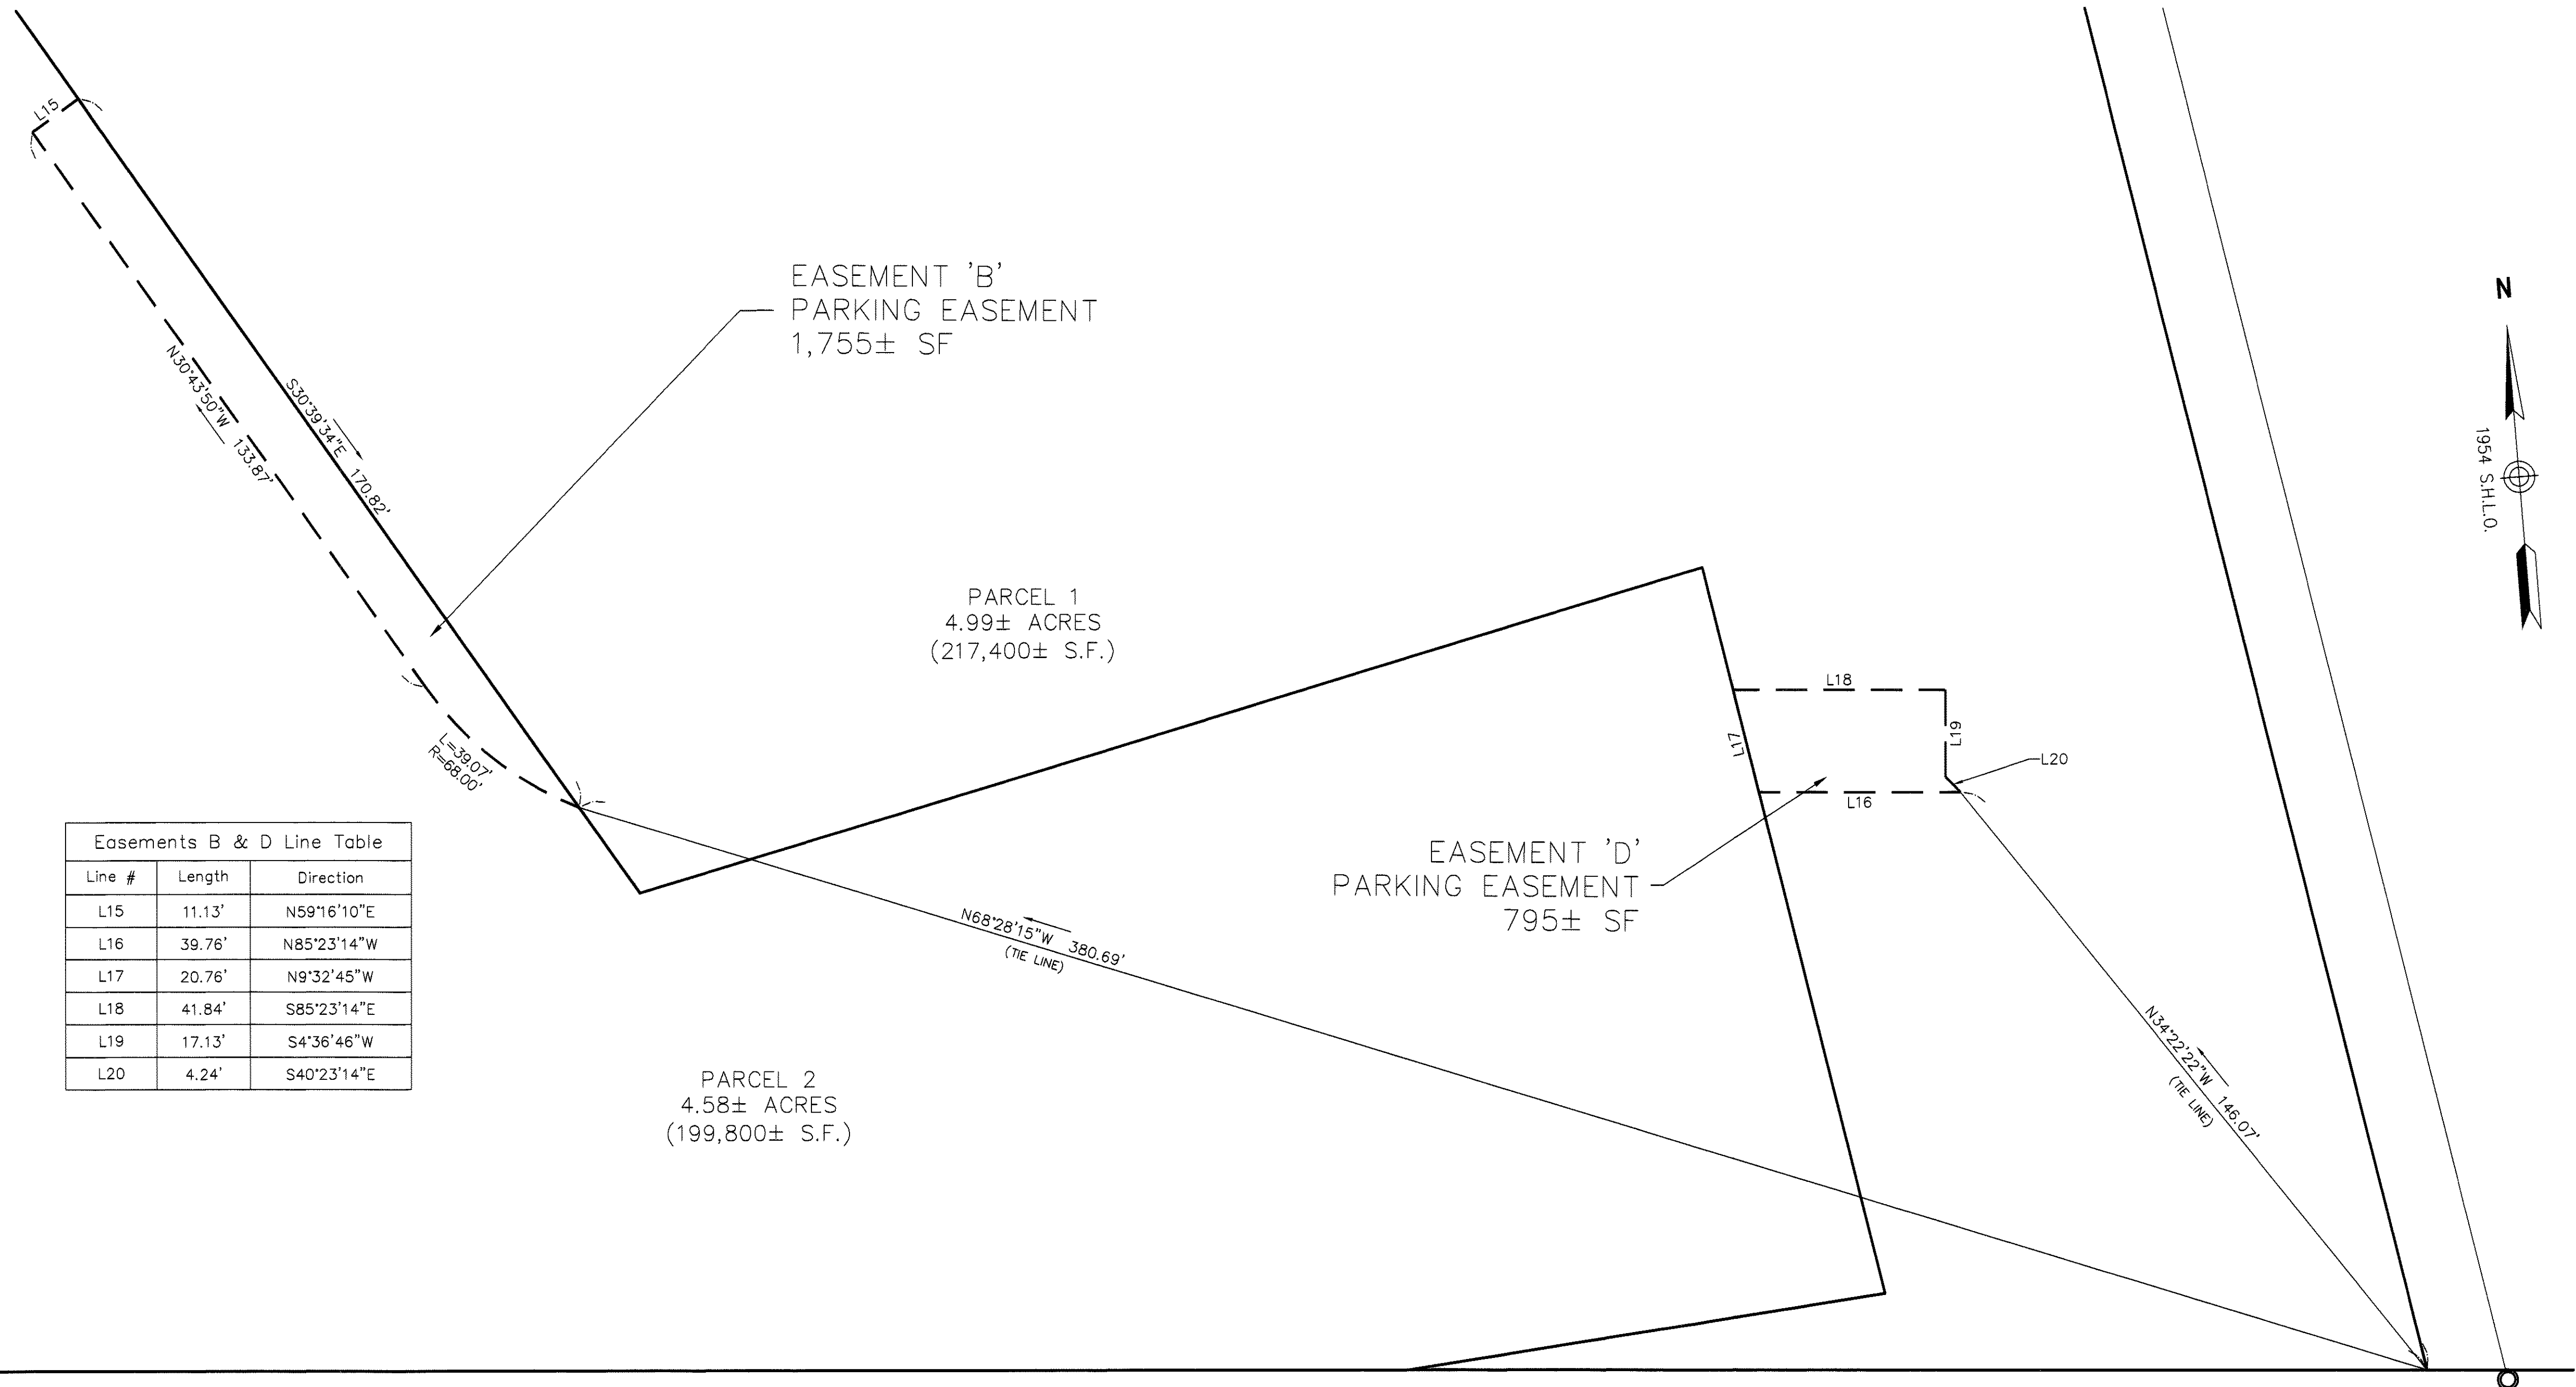 L15
N30°43'50"W 133.87'
S30°39'34"E 170.82'
EASEMENT 'B'
PARKING EASEMENT
1,755± SF
N
1954 S.H.L.O.
PARCEL 1
4.99± ACRES
(217,400± S.F.)
L18
L17
L19
L20
L16
L=39.07'
R=68.00'
EASEMENT 'D'
PARKING EASEMENT
795± SF
Easements B & D Line Table
Line # Length Direction
L15 11.13' N59°16'10"E
L16 39.76' N85°23'14"W
L17 20.76' N9°32'45"W
L18 41.84' S85°23'14"E
L19 17.13' S4°36'46"W
L20 4.24' S40°23'14"E
N68°28'15"W 380.69'
(TIE LINE)
N34°22'22"W 146.07'
(TIE LINE)
PARCEL 2
4.58± ACRES
(199,800± S.F.)